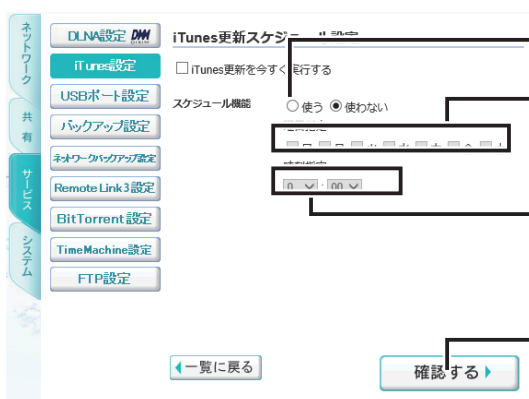 ネットワーク
共有
サービス
システム
DLNA設定
iTunes設定
USBポート設定
バックアップ設定
ネットワークバックアップ設定
Remote Link 3設定
BitTorrent設定
TimeMachine設定
FTP設定
iTunes更新スケジュール設定
iTunes更新を今すぐ実行する
スケジュール機能
使う 使わない
0 : 00
一覧に戻る
確認する